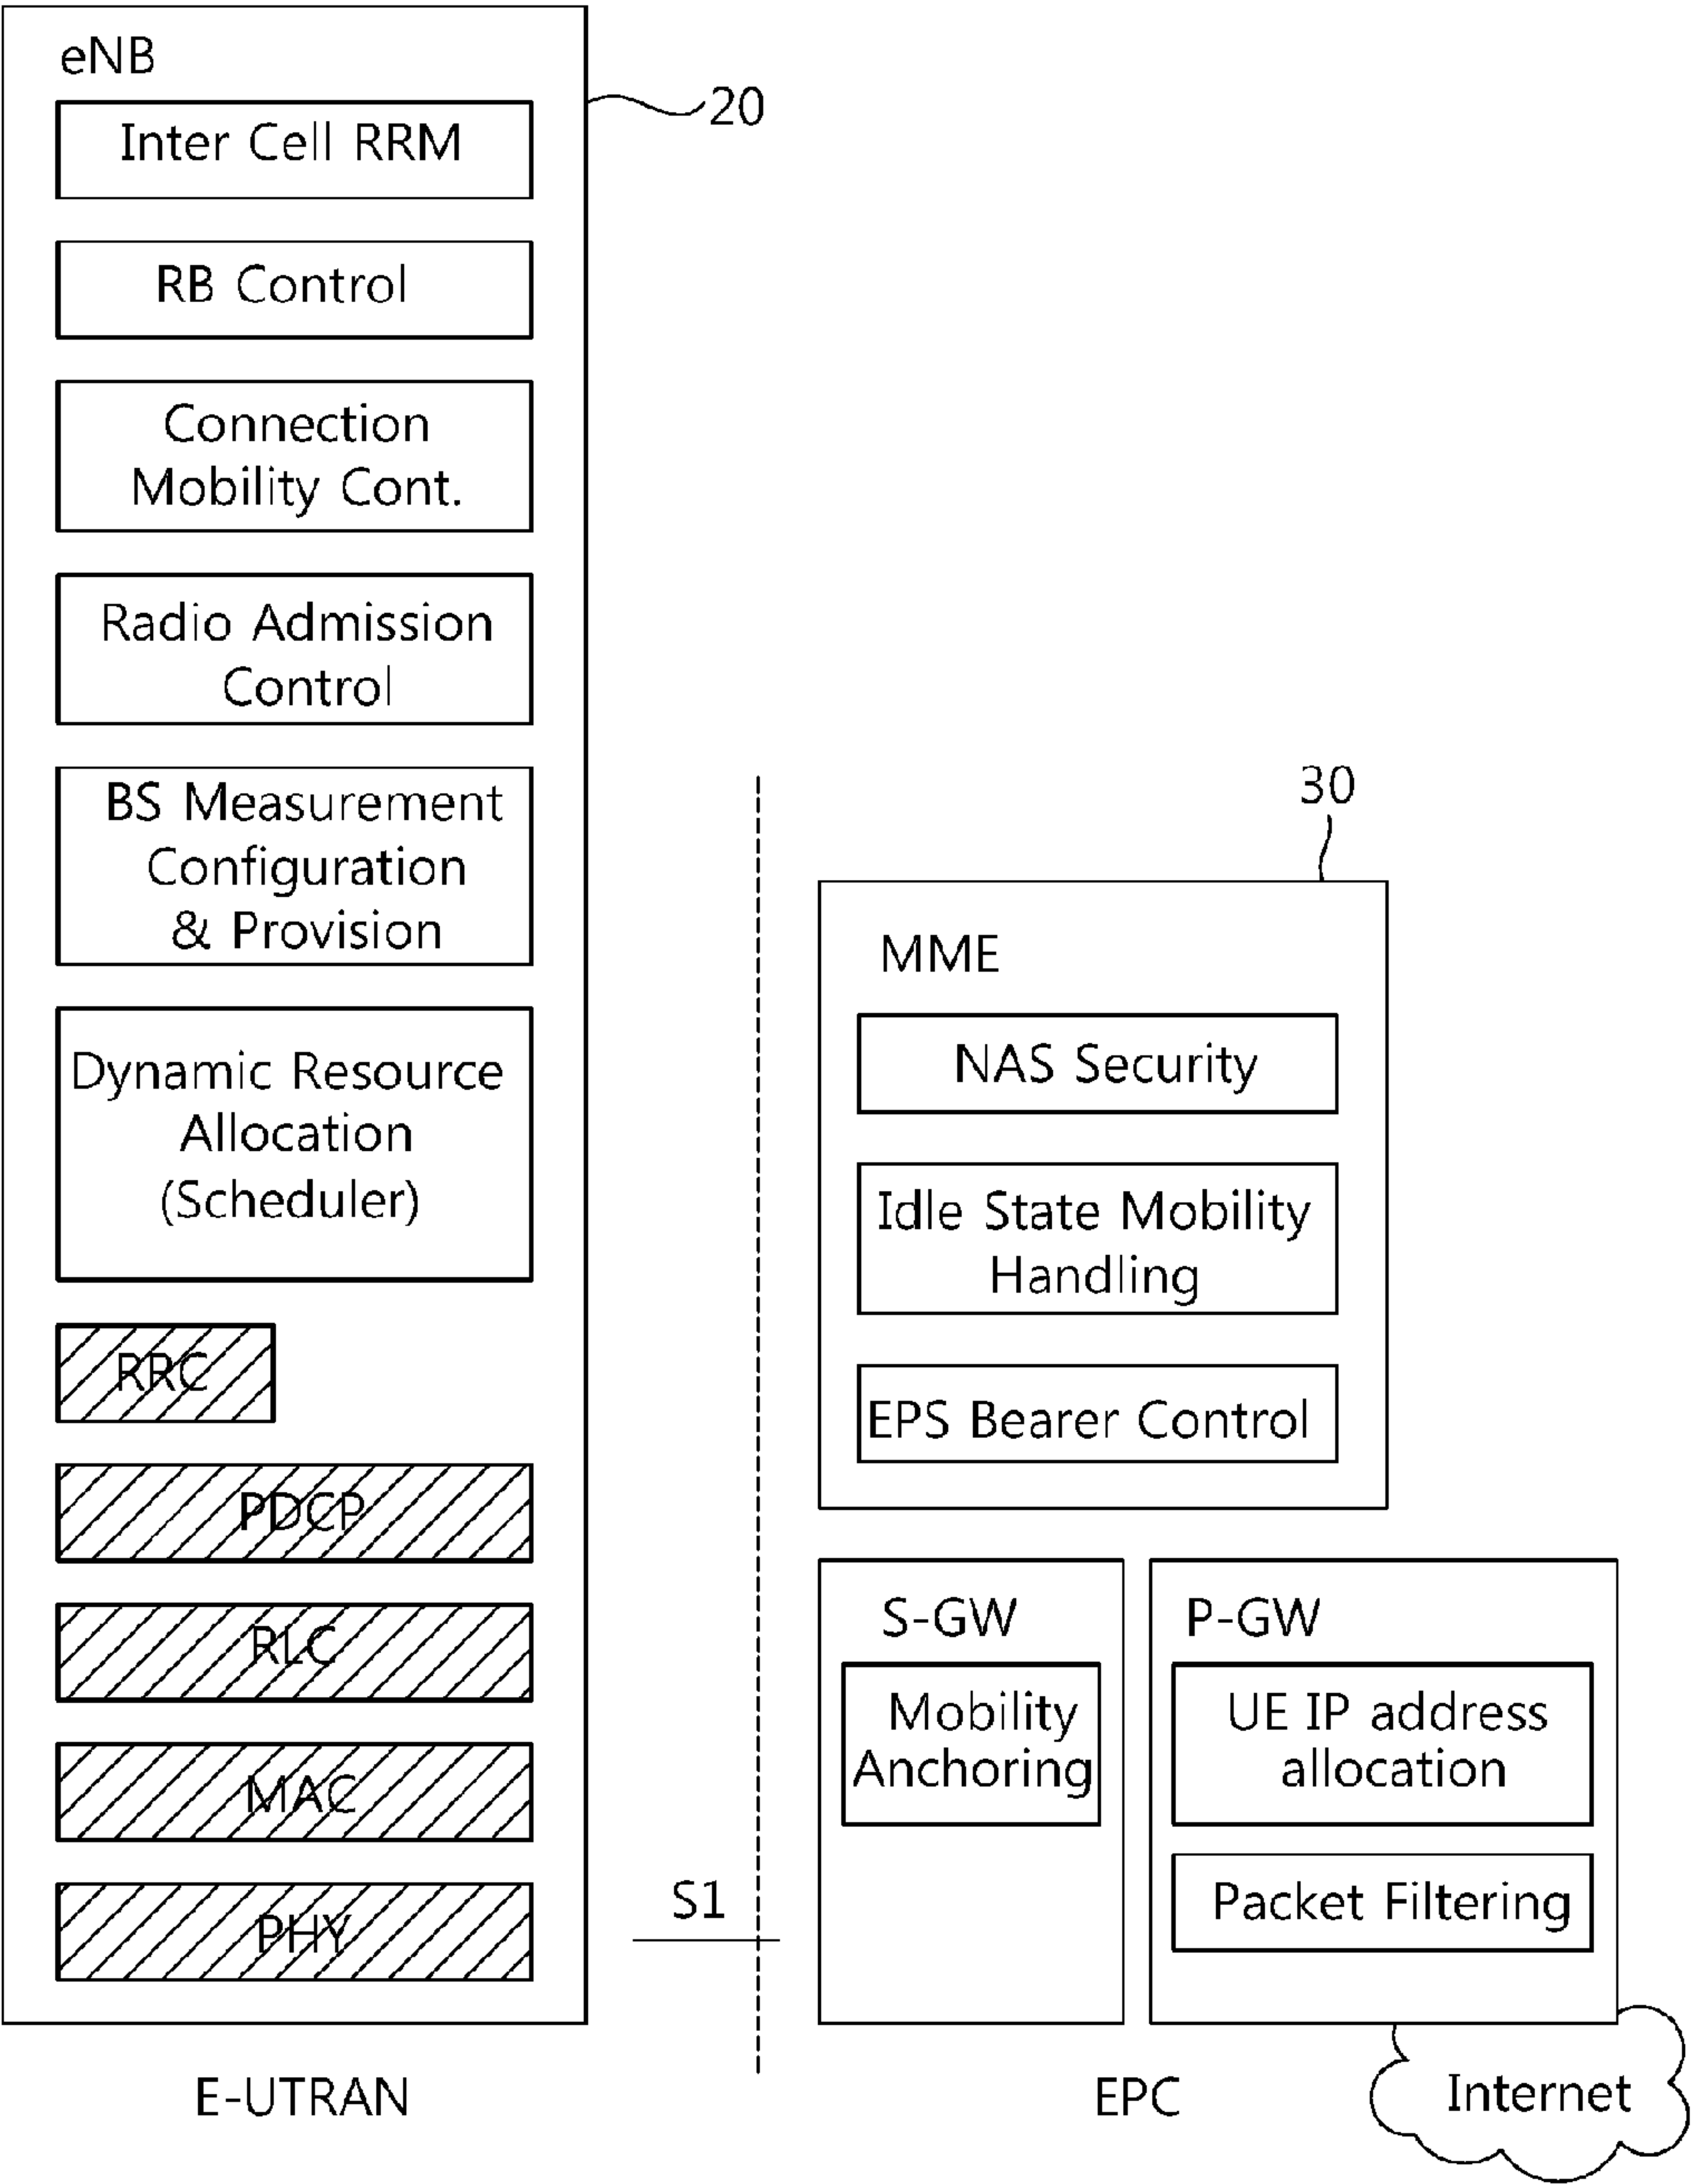 eNB
20
Inter Cell RRM
RB Control
Connection
Mobility Cont.
Radio Admission
Control
BS Measurement
Configuration
& Provision
Dynamic Resource
Allocation
(Scheduler)
RRC
PDCP
RLC
MAC
PHY
E-UTRAN
S1
30
MME
NAS Security
Idle State Mobility
Handling
EPS Bearer Control
S-GW
Mobility
Anchoring
P-GW
UE IP address
allocation
Packet Filtering
EPC
Internet